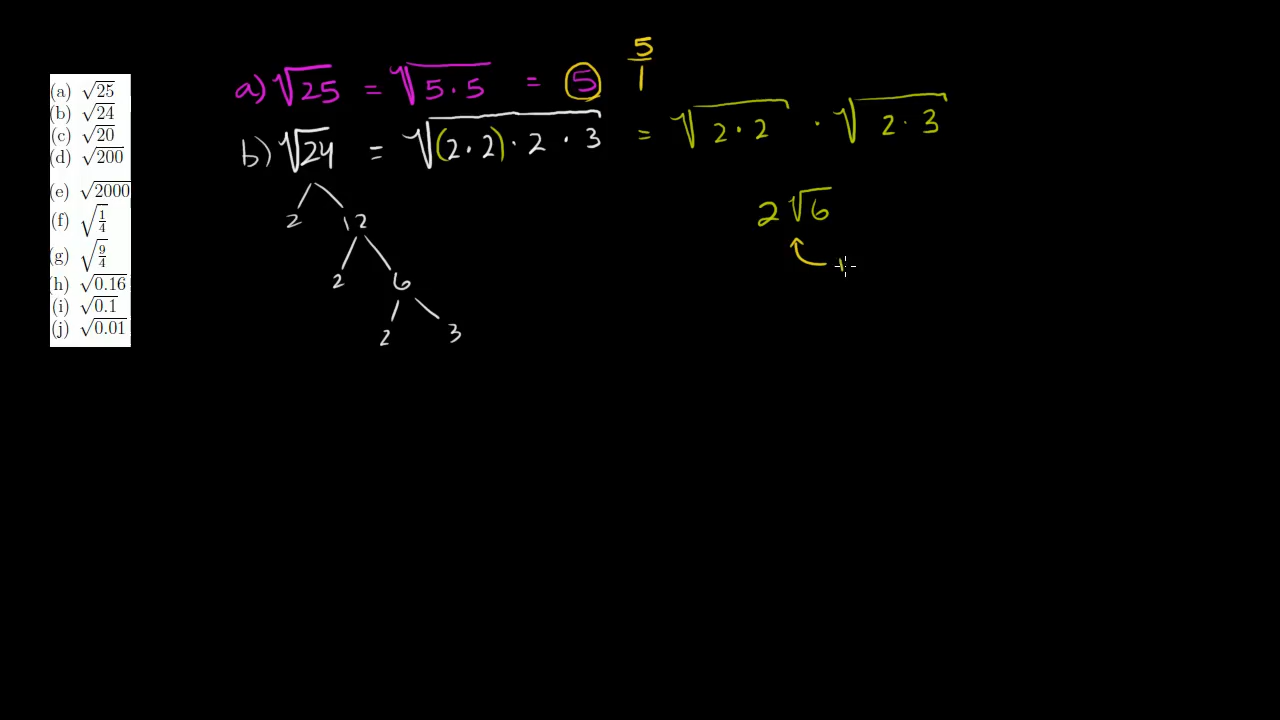 (a) √25
(b) √24
(c) √20
(d) √200
(e) √2000
(f) √(1/4)
(g) √(9/4)
(h) √0.16
(i) √0.1
(j) √0.01
a) √25 = √(5·5) = 5 5/1
b) √24 = √((2·2)·2·3) = √(2·2) · √(2·3)
2√6
2 12
2 6
2 3